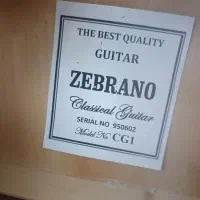 THE BEST QUALITY
GUITAR
ZEBRANO
Classical Guitar
SERIAL NO 950602
Model No CG1